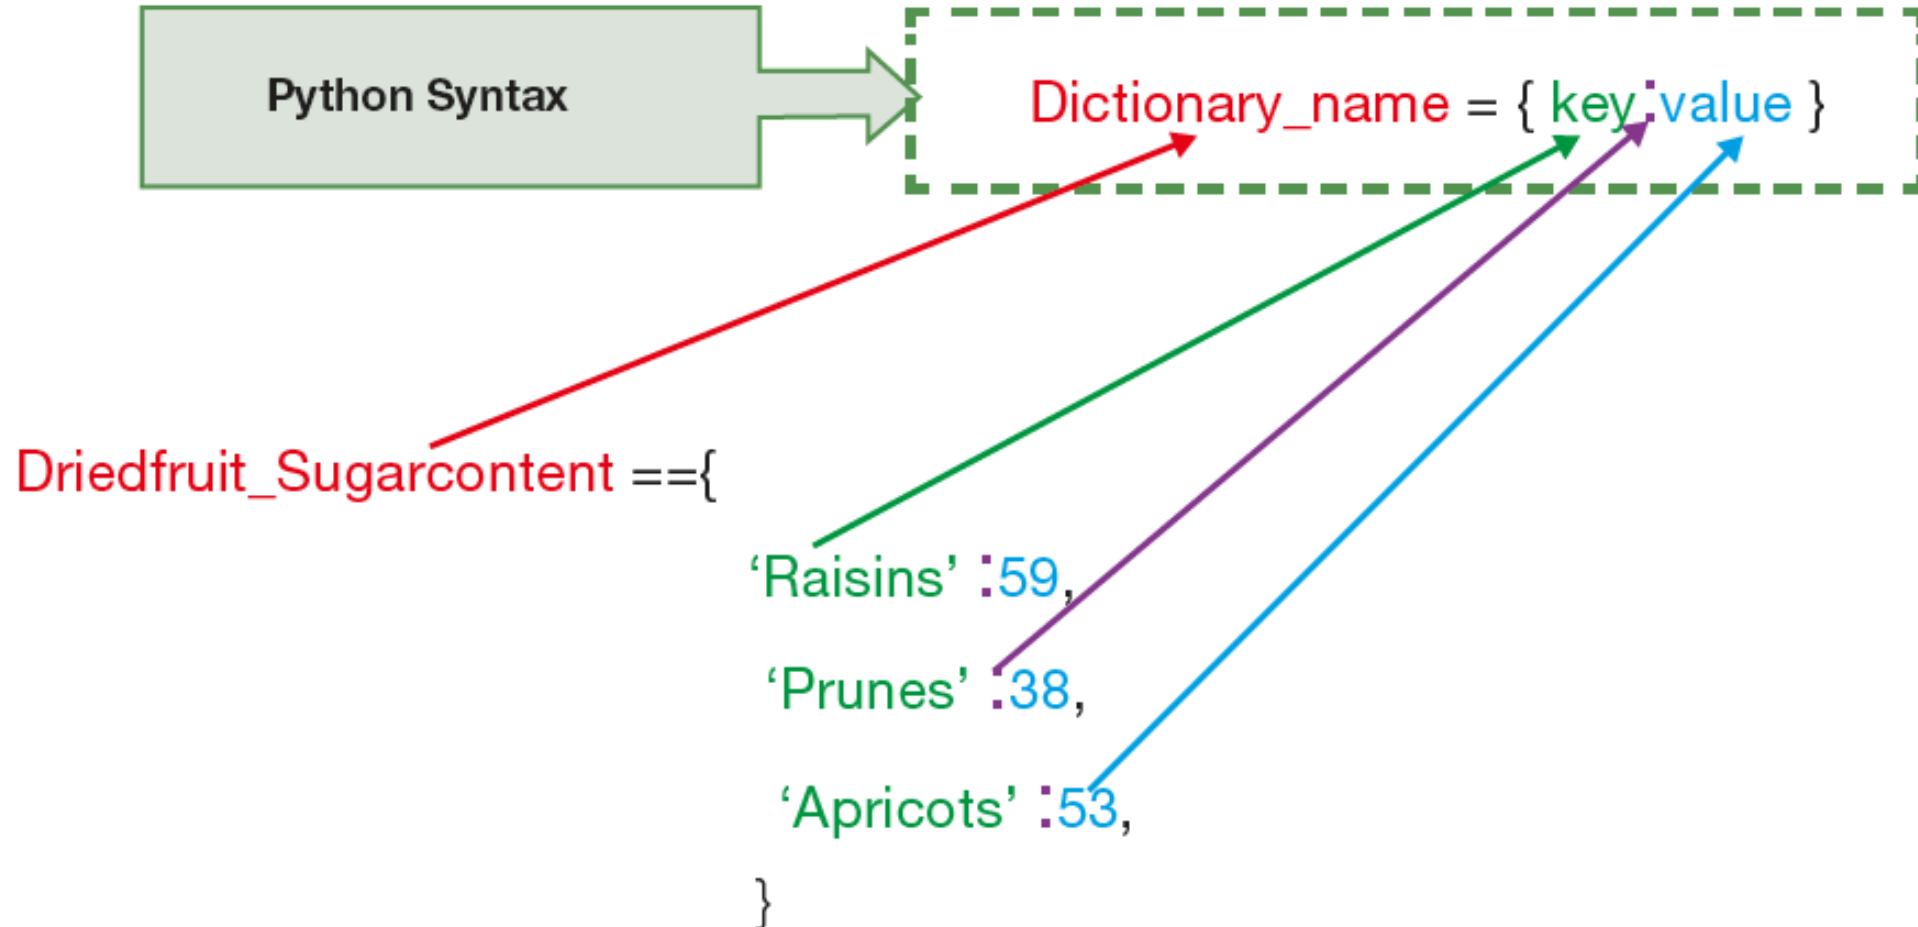 Python Syntax
Dictionary_name = { key:value }
Driedfruit_Sugarcontent =={
‘Raisins’ :59,
‘Prunes’ :38,
‘Apricots’ :53,
}